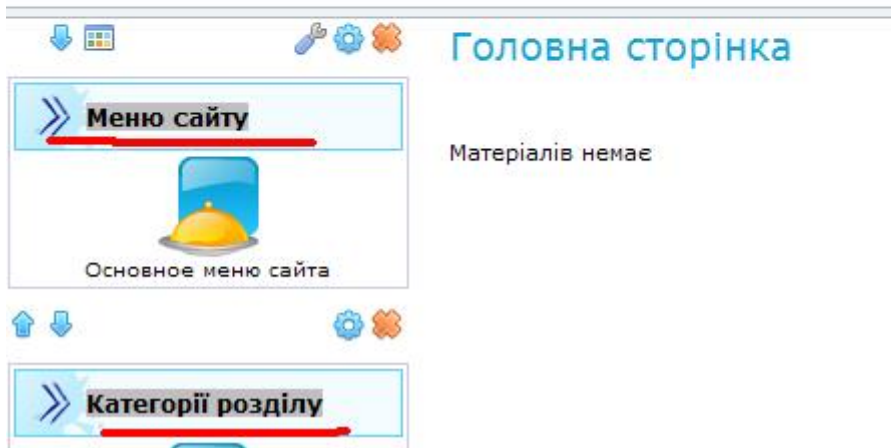 Меню сайту
Основное меню сайта
Категорії розділу
Головна сторінка
Матеріалів немає